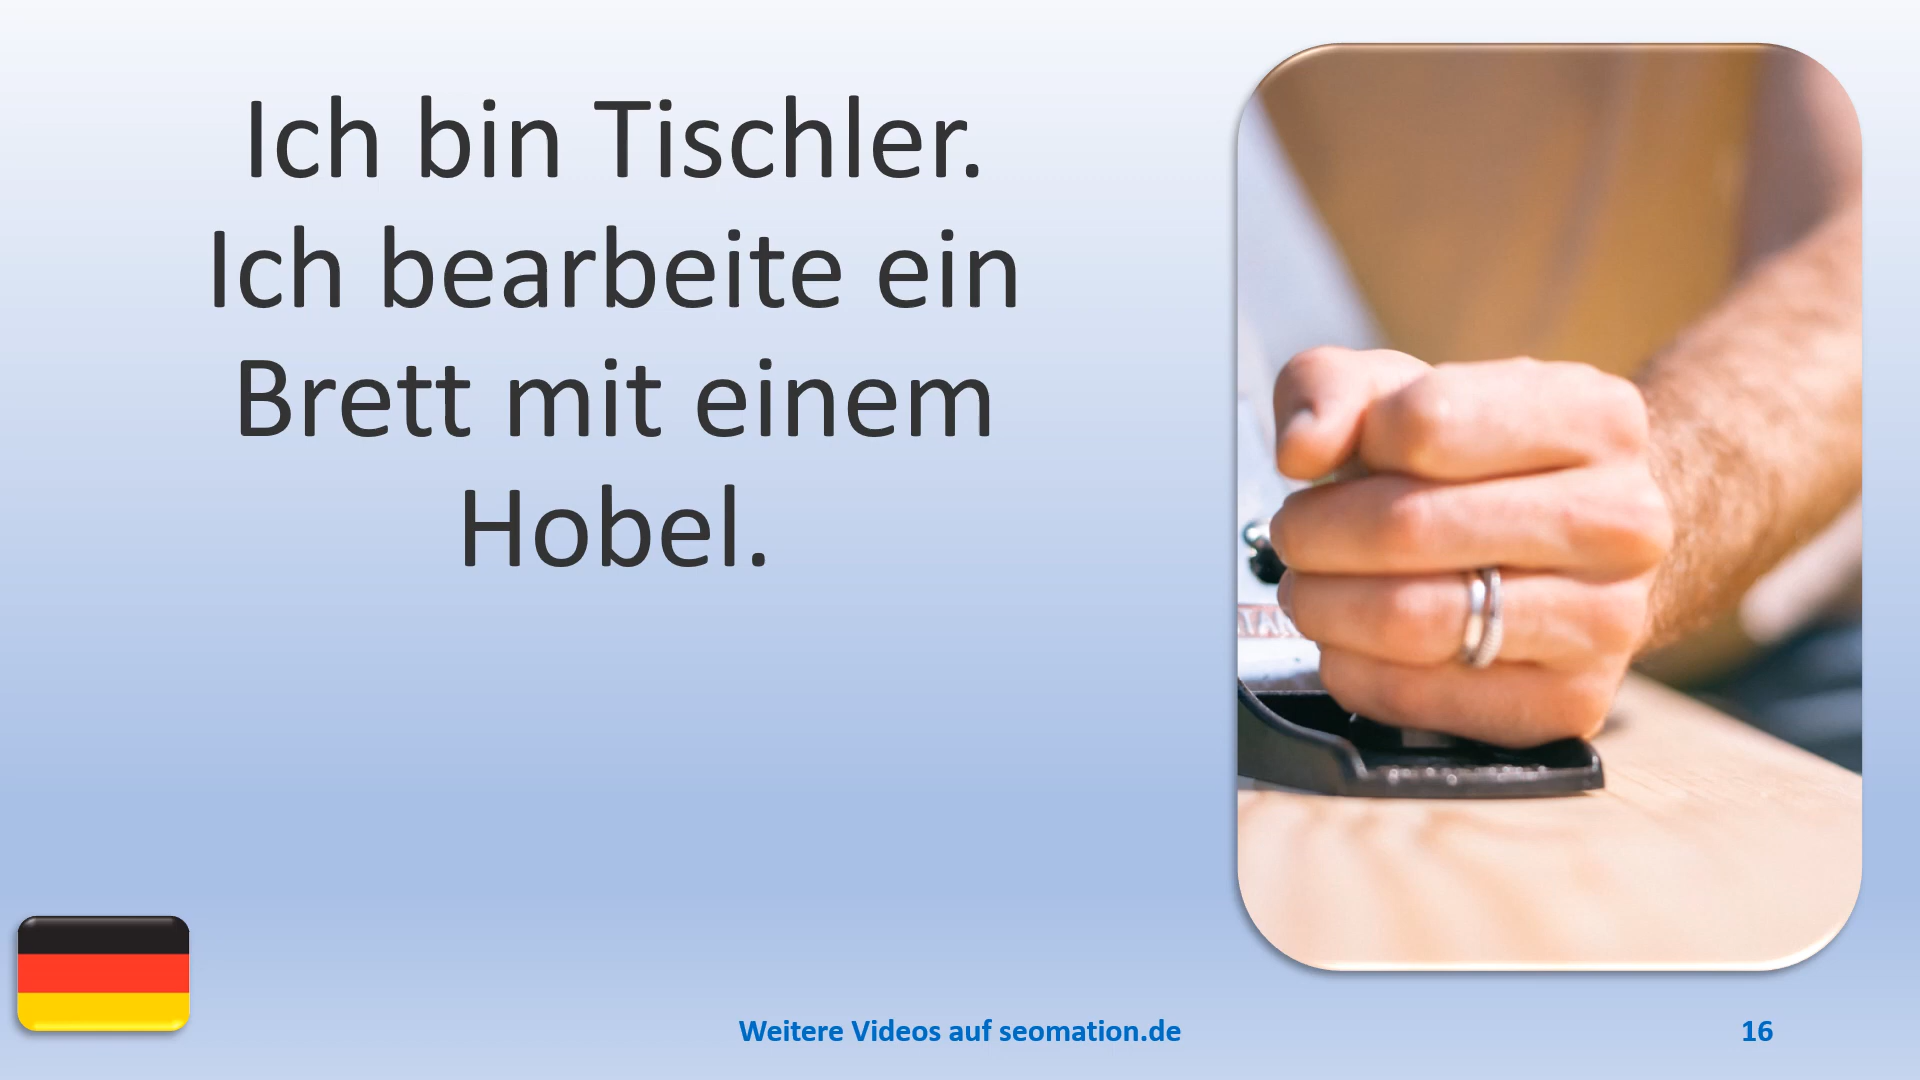 Ich bin Tischler.
Ich bearbeite ein
Brett mit einem
Hobel.
Weitere Videos auf seomation.de
16